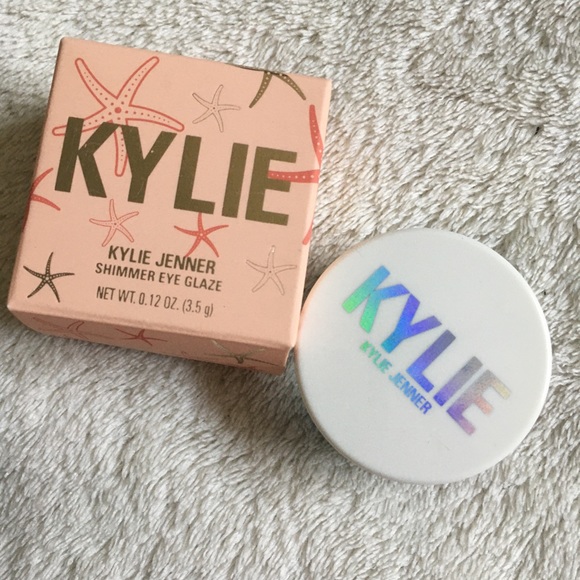 KYLIE
KYLIE JENNER
SHIMMER EYE GLAZE
NET WT. 0.12 OZ. (3.5 g)
KYLIE
KYLIE JENNER